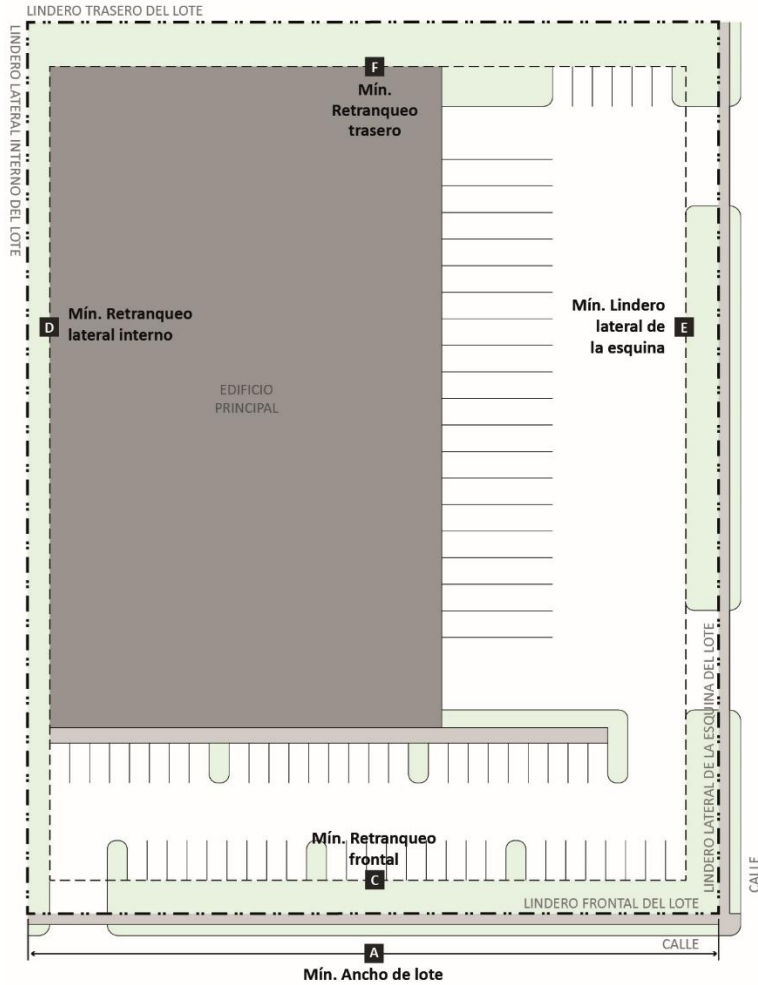 LINDERO TRASERO DEL LOTE
LINDERO LATERAL INTERNO DEL LOTE
F
Mín.
Retranqueo
trasero
D
Mín. Retranqueo
lateral interno
Mín. Lindero
lateral de
la esquina
E
EDIFICIO
PRINCIPAL
LINDERO LATERAL DE LA ESQUINA DEL LOTE
CALLE
Mín. Retranqueo
frontal
C
LINDERO FRONTAL DEL LOTE
CALLE
A
Mín. Ancho de lote